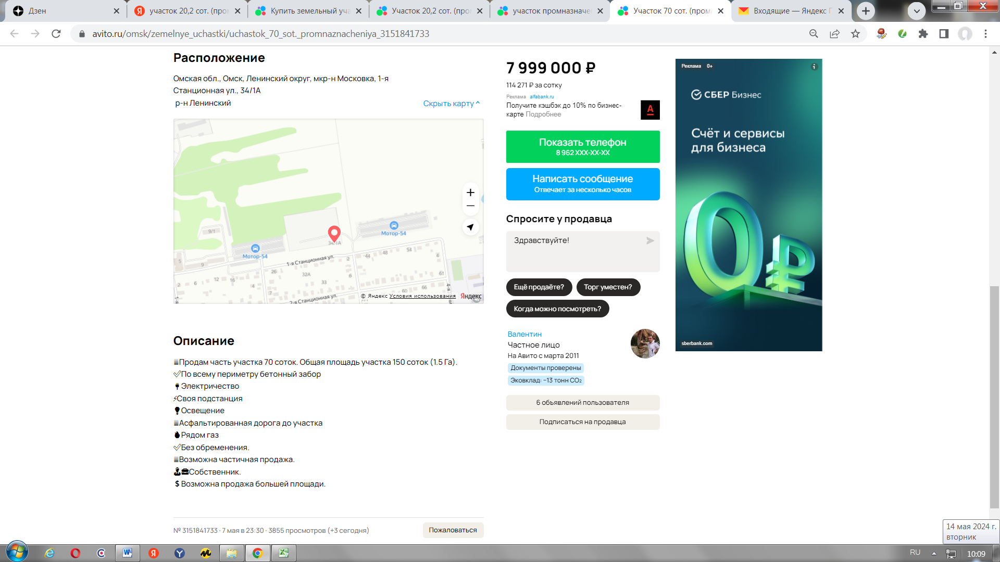 Дзен
участок 20,2 сот. (про
Купить земельный уча
Участок 20,2 сот. (про
участок промназначе
Участок 70 сот. (пром
Входящие — Яндекс П
avito.ru/omsk/zemelnye_uchastki/uchastok_70_sot._promnaznacheniya_3151841733
Расположение
Омская обл., Омск, Ленинский округ, мкр-н Московка, 1-я
Станционная ул., 34/1А
р-н Ленинский
Скрыть карту
9/1
Мотор-54
34/1А
Мотор-54
5
9
1-я Станционная ул.
2
44
48
54
4
2
6
12
16
26
32А
6
61
4
33
60
66
4-я
1-я
2-я Станционная ул.
© Яндекс Условия использования Яндекс
Описание
Продам часть участка 70 соток. Общая площадь участка 150 соток (1.5 Га).
По всему периметру бетонный забор
Электричество
Своя подстанция
Освещение
Асфальтированная дорога до участка
Рядом газ
Без обременения.
Возможна частичная продажа.
Собственник.
$ Возможна продажа большей площади.
№ 3151841733 · 7 мая в 23:30 · 3855 просмотров (+3 сегодня)
Пожаловаться
7 999 000 ₽
114 271 ₽ за сотку
Реклама alfabank.ru
Получите кэшбэк до 10% по бизнес-
карте Подробнее
А
Показать телефон
8 962 XXX-XX-XX
Написать сообщение
Отвечает за несколько часов
Спросите у продавца
Здравствуйте!
Ещё продаёте?
Торг уместен?
Когда можно посмотреть?
Валентин
Частное лицо
На Авито с марта 2011
Документы проверены
Эковклад: −13 тонн CO₂
6 объявлений пользователя
Подписаться на продавца
Реклама 0+
СБЕР Бизнес
Счёт и сервисы
для бизнеса
0₽
sberbank.com
14 мая 2024 г.
вторник
RU
10:09